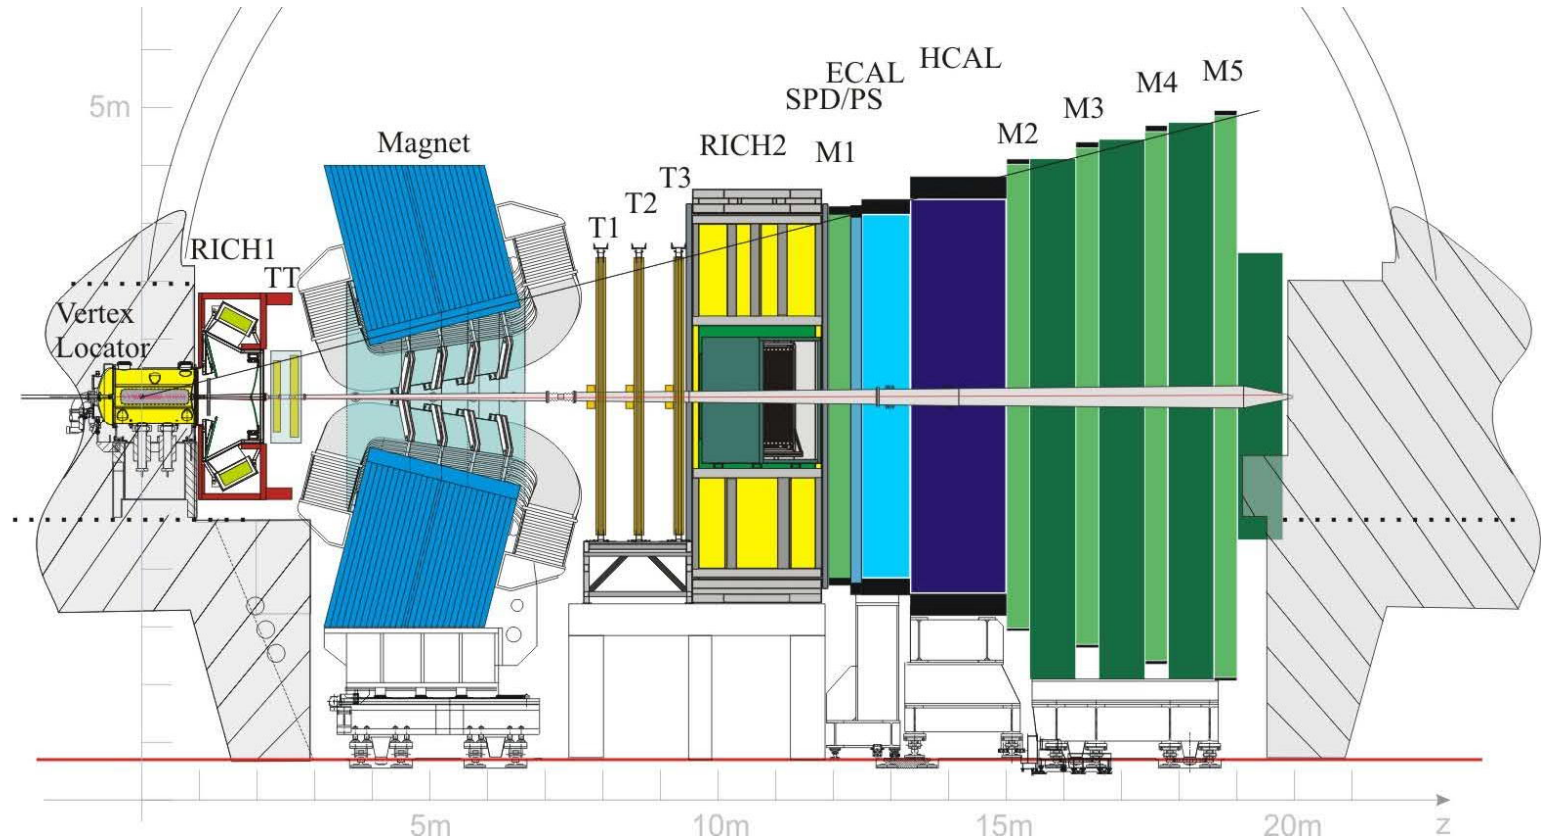 HCAL
ECAL
M5
SPD/PS
M4
5m
M3
M2
Magnet
RICH2
M1
T3
T2
T1
RICH1
TT
Vertex
Locator
5m
10m
15m
20m
z